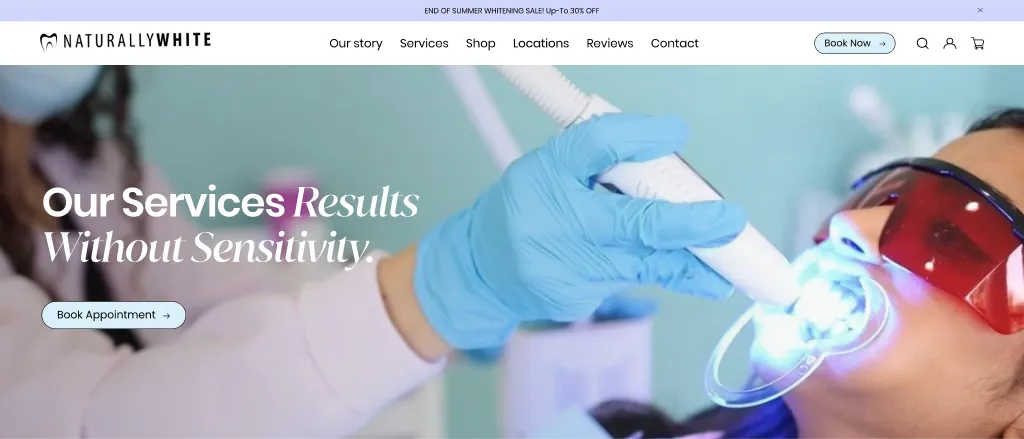 END OF SUMMER WHITENING SALE! Up-To 30% OFF
NATURALLYWHITE
Our story
Services
Shop
Locations
Reviews
Contact
Book Now
Our Services Results
Without Sensitivity.
Book Appointment